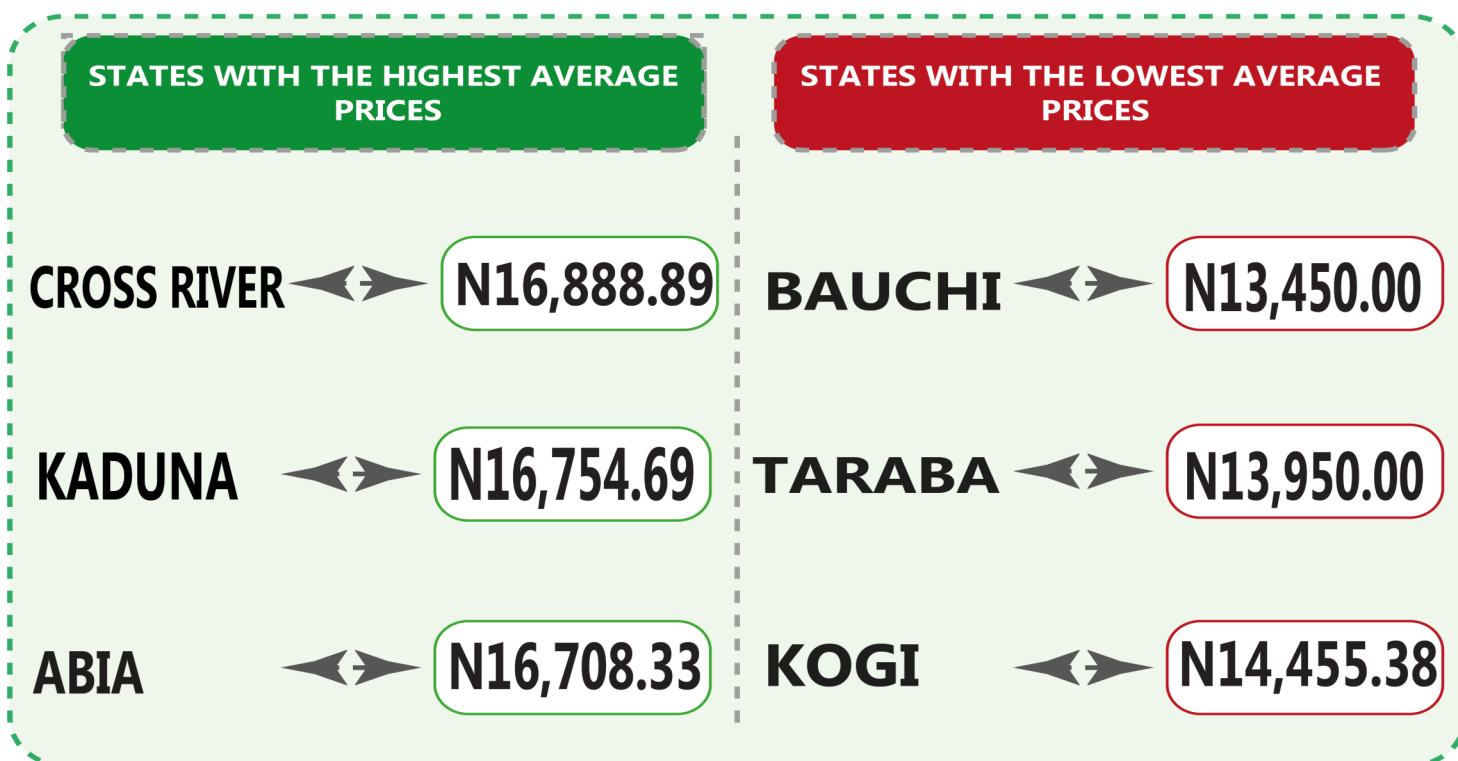 STATES WITH THE HIGHEST AVERAGE
PRICES
CROSS RIVER N16,888.89
KADUNA N16,754.69
ABIA N16,708.33
STATES WITH THE LOWEST AVERAGE
PRICES
BAUCHI N13,450.00
TARABA N13,950.00
KOGI N14,455.38